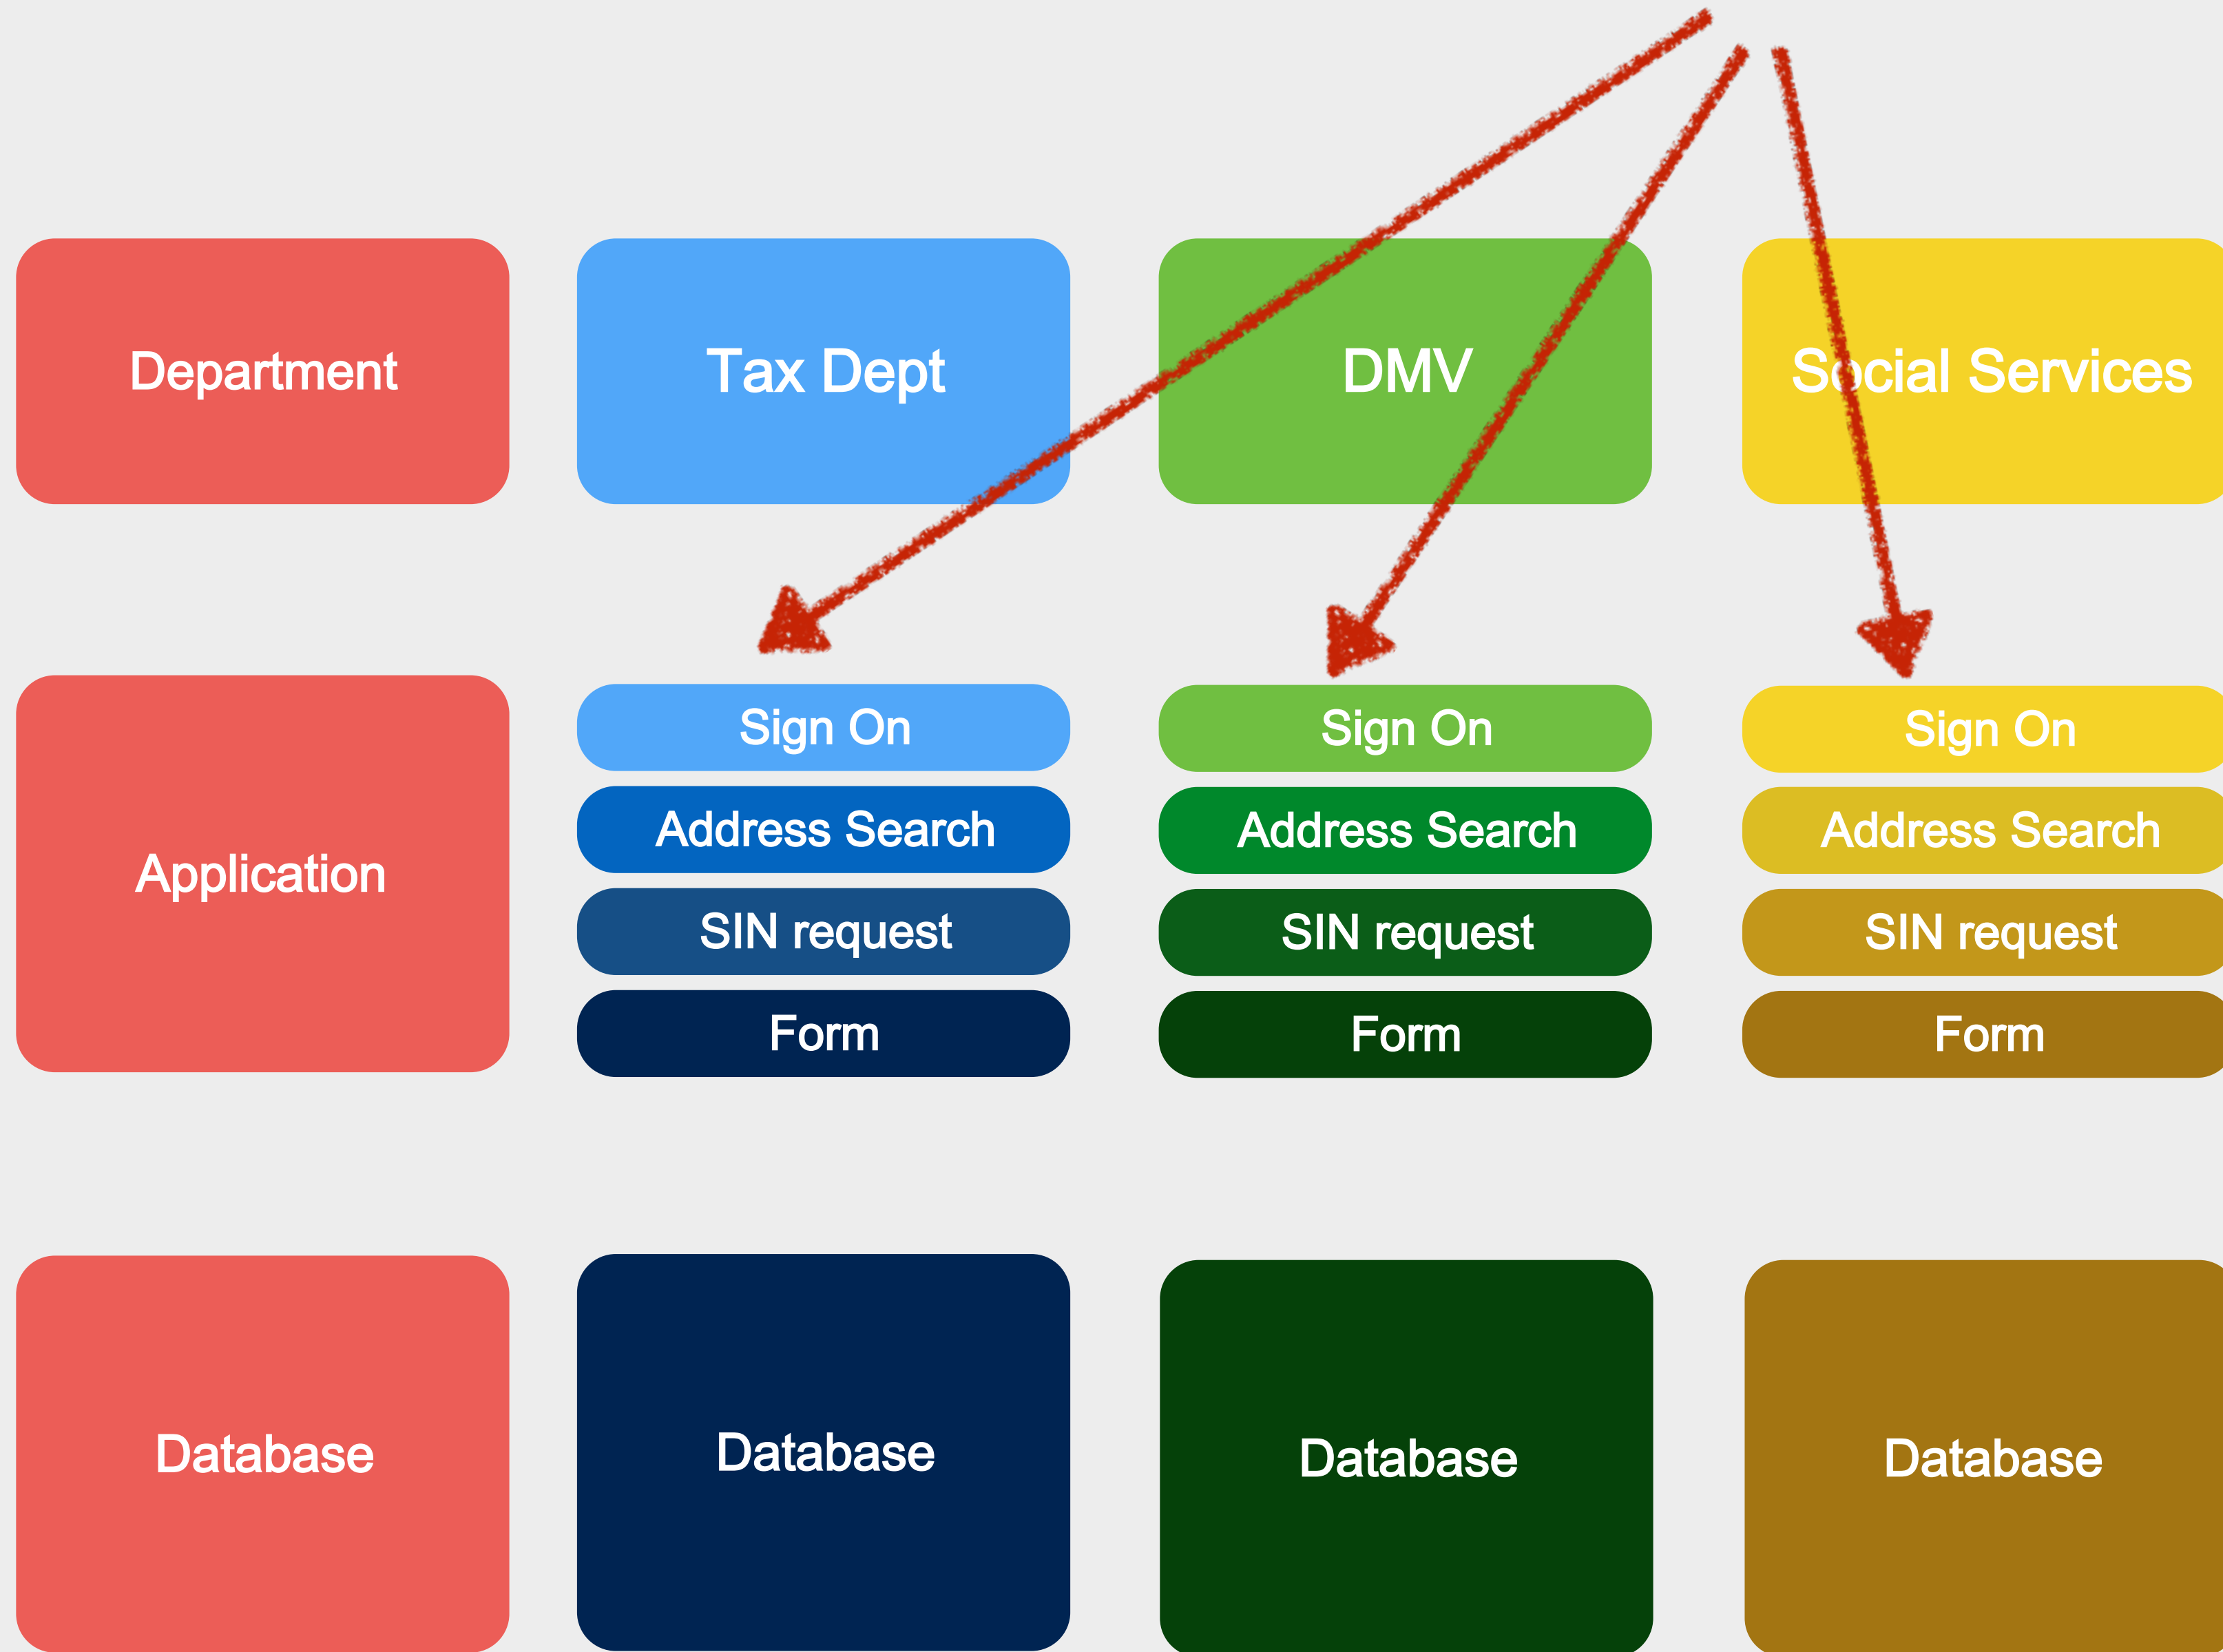 Department
Tax Dept
DMV
Social Services
Application
Sign On
Address Search
SIN request
Form
Sign On
Address Search
SIN request
Form
Sign On
Address Search
SIN request
Form
Database
Database
Database
Database